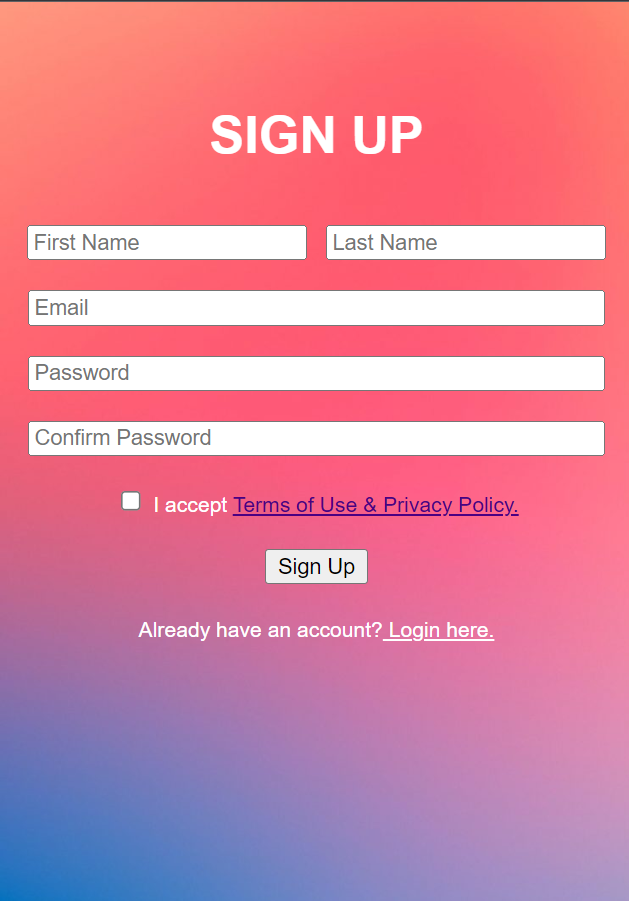 SIGN UP
First Name Last Name
Email
Password
Confirm Password
I accept Terms of Use & Privacy Policy.
Sign Up
Already have an account? Login here.